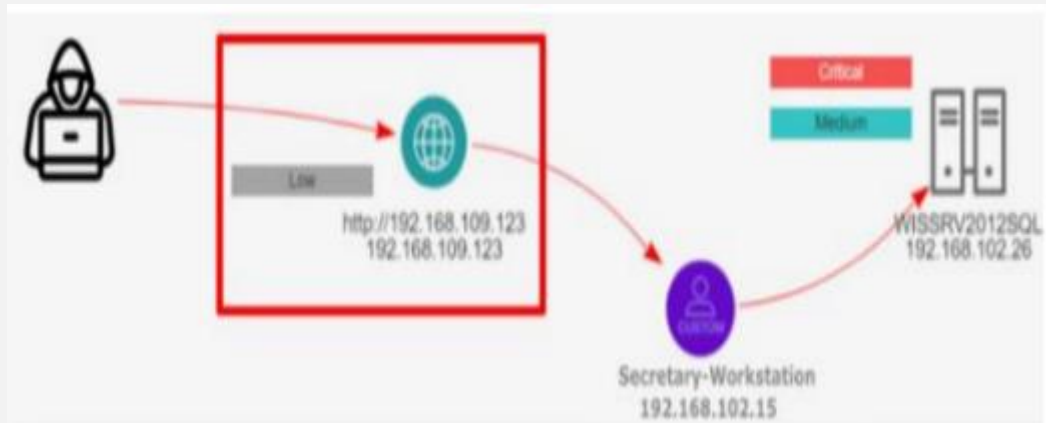 Low
http://192.168.109.123
192.168.109.123
Critical
Medium
WISSRV2012SQL
192.168.102.26
CUSTOM
Secretary-Workstation
192.168.102.15